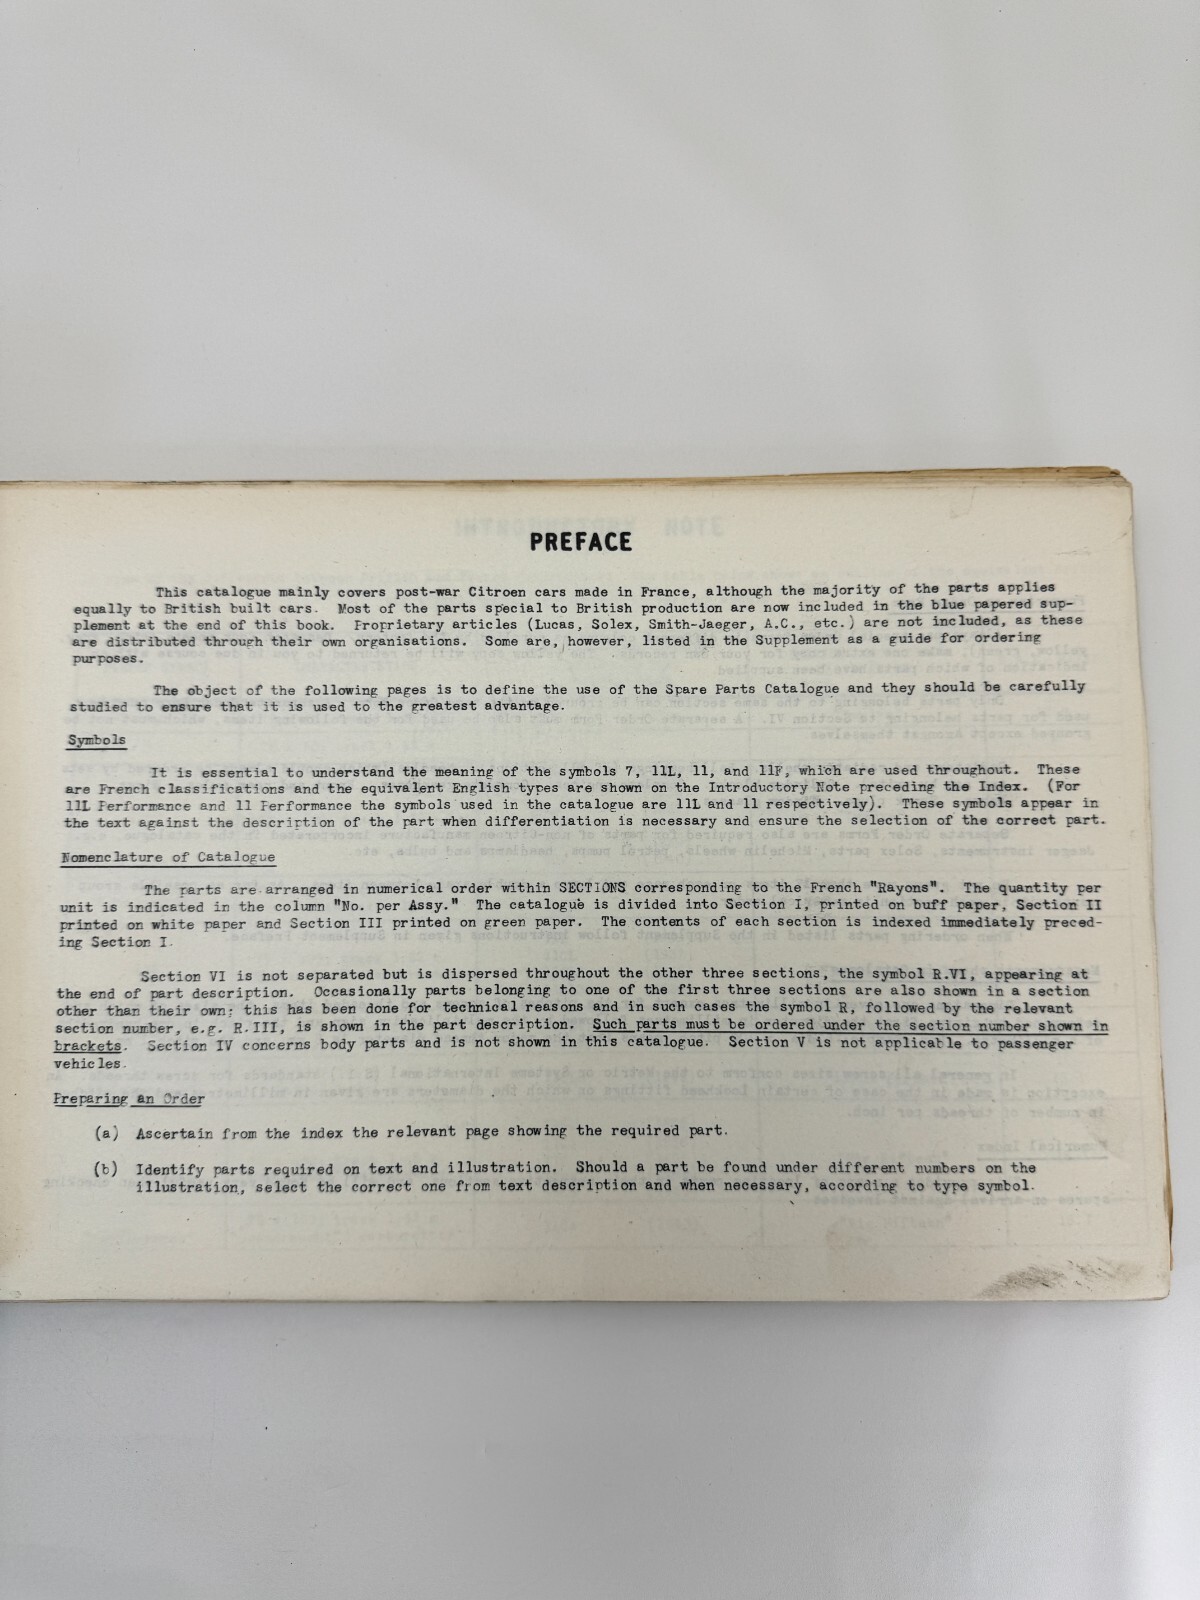 PREFACE
This catalogue mainly covers post-war Citroen cars made in France, although the majority of the parts applies
equally to British built cars. Most of the parts special to British production are now included in the blue papered sup-
plement at the end of this book. Proprietary articles (Lucas, Solex, Smith-Jaeger, A.C., etc.) are not included, as these
are distributed through their own organisations. Some are, however, listed in the Supplement as a guide for ordering
purposes.
The object of the following pages is to define the use of the Spare Parts Catalogue and they should be carefully
studied to ensure that it is used to the greatest advantage.
Symbols
It is essential to understand the meaning of the symbols 7, 11L, 11, and 11F, which are used throughout. These
are French classifications and the equivalent English types are shown on the Introductory Note preceding the Index. (For
11L Performance and 11 Performance the symbols used in the catalogue are 11L and 11 respectively). These symbols appear in
the text against the description of the part when differentiation is necessary and ensure the selection of the correct part.
Nomenclature of Catalogue
The parts are arranged in numerical order within SECTIONS corresponding to the French "Rayons". The quantity per
unit is indicated in the column "No. per Assy." The catalogue is divided into Section I, printed on buff paper, Section II
printed on white paper and Section III printed on green paper. The contents of each section is indexed immediately preced-
ing Section I.
Section VI is not separated but is dispersed throughout the other three sections, the symbol R.VI, appearing at
the end of part description. Occasionally parts belonging to one of the first three sections are also shown in a section
other than their own; this has been done for technical reasons and in such cases the symbol R, followed by the relevant
section number, e.g. R.III, is shown in the part description. Such parts must be ordered under the section number shown in
brackets. Section IV concerns body parts and is not shown in this catalogue. Section V is not applicable to passenger
vehicles.
Preparing an Order
(a) Ascertain from the index the relevant page showing the required part.
(b) Identify parts required on text and illustration. Should a part be found under different numbers on the
illustration, select the correct one from text description and when necessary, according to type symbol.